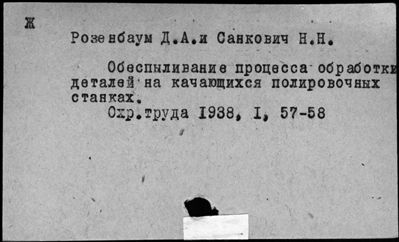 Ж
Розенбаум Д.А.и Санкович Н.Н.
Обеспыливание процесса обработки
деталей на качающихся полировочных
станках.
Охр.труда 1938, I, 57-58